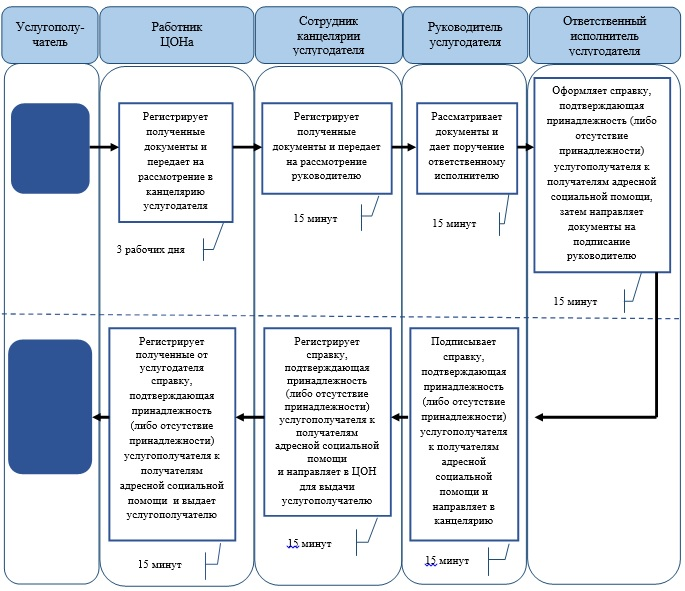 Услугополу-
чатель
Работник
ЦОНа
Сотрудник
канцелярии
услугодателя
Руководитель
услугодателя
Ответственный
исполнитель
услугодателя
Регистрирует
полученные
документы и
передает на
рассмотрение в
канцелярию
услугодателя
3 рабочих дня
Регистрирует
полученные
документы и передает
на рассмотрение
руководителю
15 минут
Рассматривает
документы и
дает поручение
ответственному
исполнителю
15 минут
Оформляет справку,
подтверждающая
принадлежность (либо
отсутствие
принадлежности)
услугополучателя к
получателям адресной
социальной помощи,
затем направляет
документы на
подписание
руководителю
15 минут
Регистрирует
полученные от
услугодателя
справку,
подтверждающая
принадлежность
(либо отсутствие
принадлежности)
услугополучателя к
получателям
адресной социальной
помощи и выдает
услугополучателю
15 минут
Регистрирует
справку,
подтверждающая
принадлежность
(либо отсутствие
принадлежности)
услугополучателя к
получателям
адресной социальной
помощи
и направляет в ЦОН
для выдачи
услугополучателю
15 минут
Подписывает
справку,
подтверждающая
принадлежность
(либо отсутствие
принадлежности)
услугополучателя
к получателям
адресной
социальной
помощи и
направляет в
канцелярию
15 минут